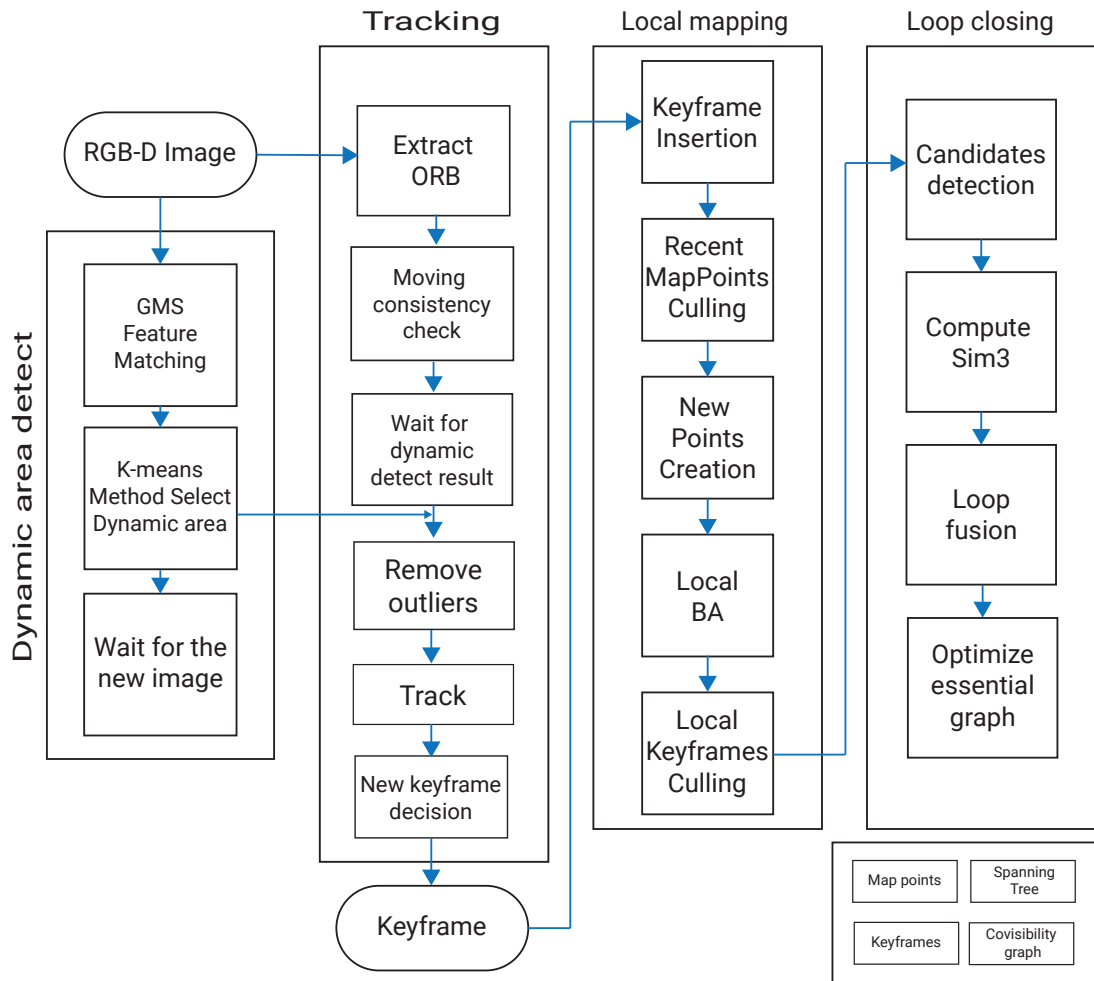 Tracking
Local mapping
Loop closing
RGB-D Image
Dynamic area detect
GMS
Feature
Matching
K-means
Method Select
Dynamic area
Wait for the
new image
Extract
ORB
Moving
consistency
check
Wait for
dynamic
detect result
Remove
outliers
Track
New keyframe
decision
Keyframe
Keyframe
Insertion
Recent
MapPoints
Culling
New
Points
Creation
Local
BA
Local
Keyframes
Culling
Candidates
detection
Compute
Sim3
Loop
fusion
Optimize
essential
graph
Map points
Spanning
Tree
Keyframes
Covisibility
graph